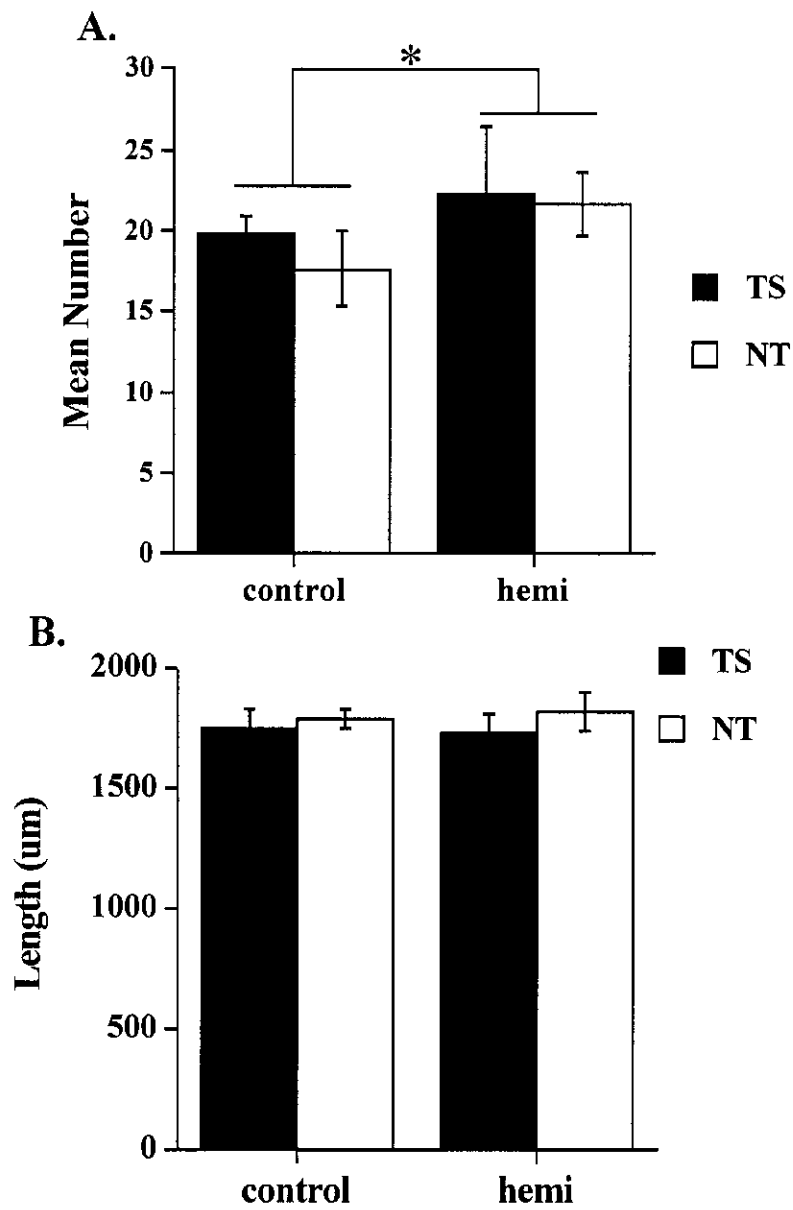 A.
*
30
25
20
15
10
5
0
Mean Number
control
hemi
TS
NT
B.
2000
1500
1000
500
0
Length (um)
control
hemi
TS
NT